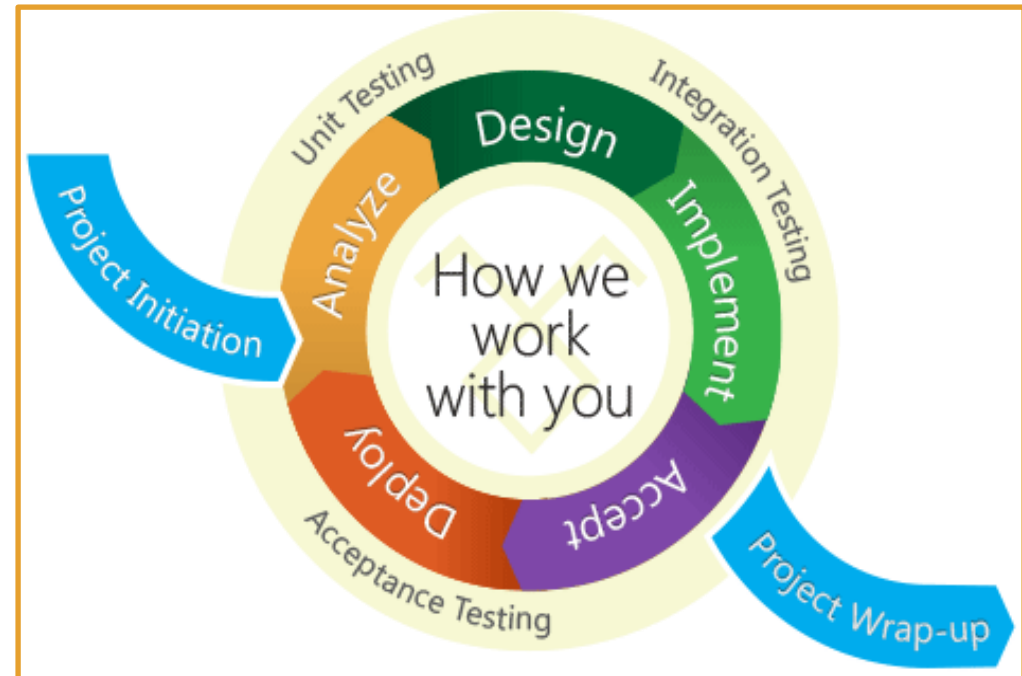 Unit Testing
Integration Testing
Design
Project Initiation
Analyze
Implement
How we
work
with you
Deploy
Accept
Acceptance Testing
Project Wrap-up